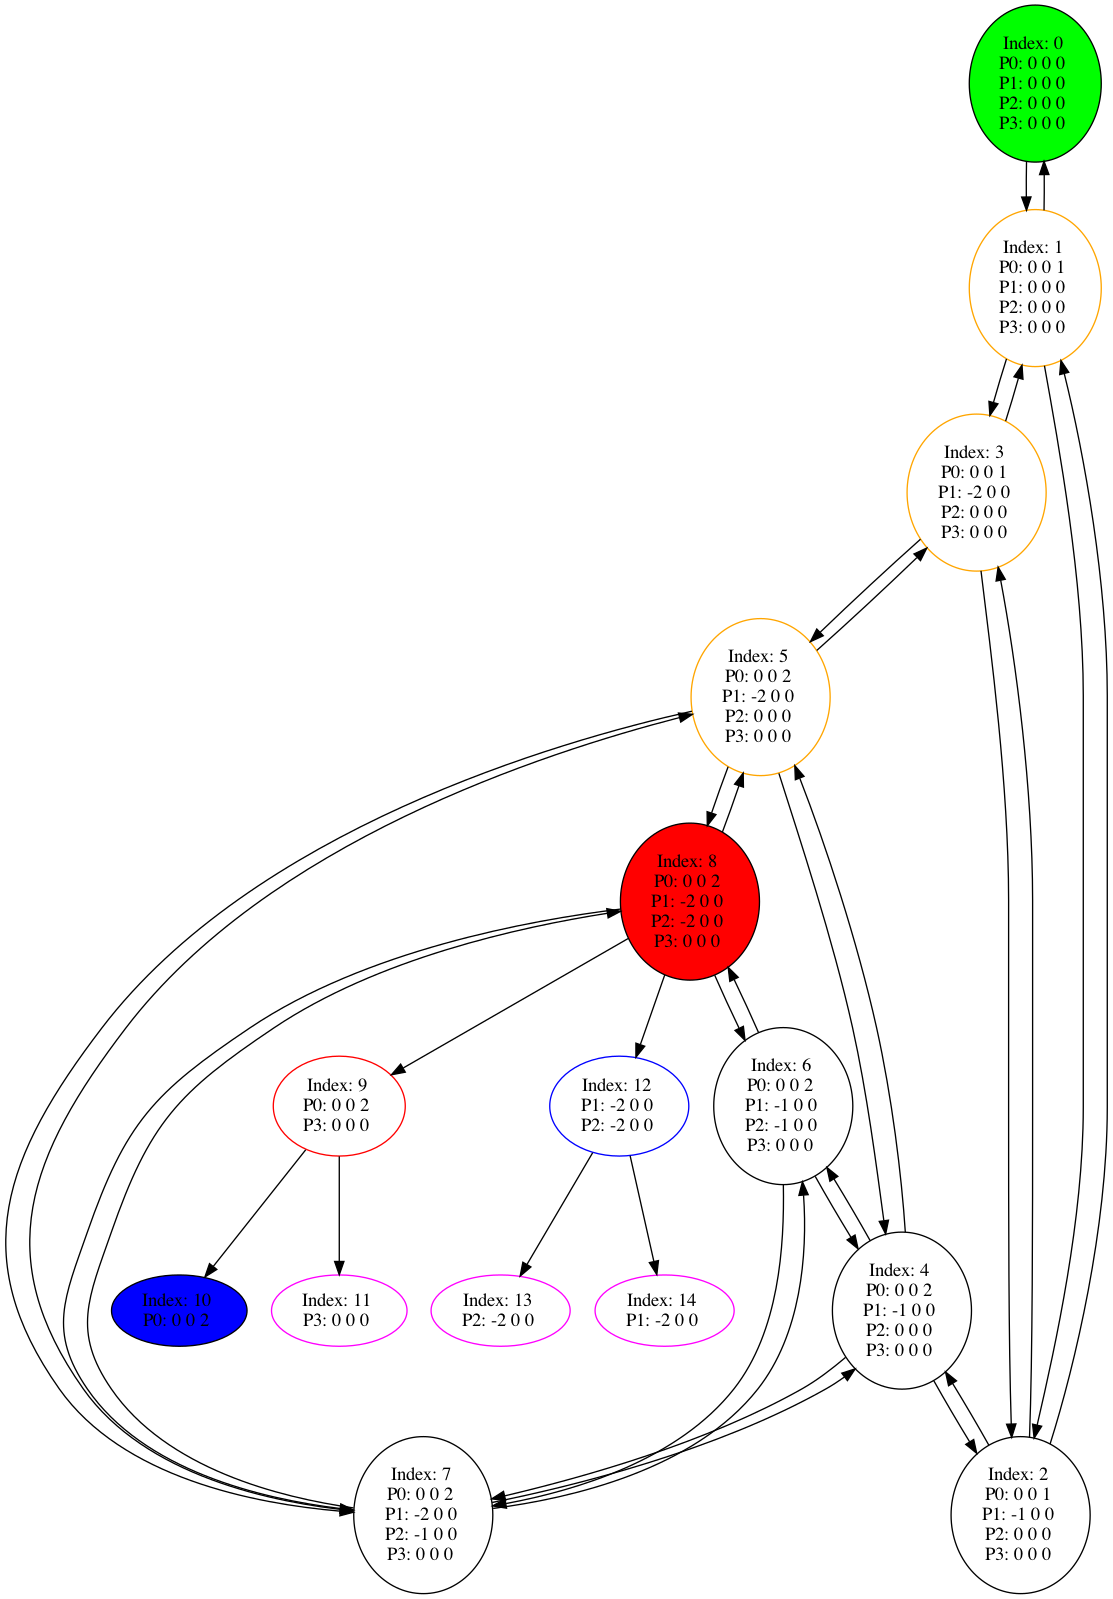 Index: 0
P0: 0 0 0
P1: 0 0 0
P2: 0 0 0
P3: 0 0 0
Index: 1
P0: 0 0 1
P1: 0 0 0
P2: 0 0 0
P3: 0 0 0
Index: 3
P0: 0 0 1
P1: -2 0 0
P2: 0 0 0
P3: 0 0 0
Index: 5
P0: 0 0 2
P1: -2 0 0
P2: 0 0 0
P3: 0 0 0
Index: 8
P0: 0 0 2
P1: -2 0 0
P2: -2 0 0
P3: 0 0 0
Index: 9
P0: 0 0 2
P3: 0 0 0
Index: 12
P1: -2 0 0
P2: -2 0 0
Index: 6
P0: 0 0 2
P1: -1 0 0
P2: -1 0 0
P3: 0 0 0
Index: 10
P0: 0 0 2
Index: 11
P3: 0 0 0
Index: 13
P2: -2 0 0
Index: 14
P1: -2 0 0
Index: 4
P0: 0 0 2
P1: -1 0 0
P2: 0 0 0
P3: 0 0 0
Index: 7
P0: 0 0 2
P1: -2 0 0
P2: -1 0 0
P3: 0 0 0
Index: 2
P0: 0 0 1
P1: -1 0 0
P2: 0 0 0
P3: 0 0 0